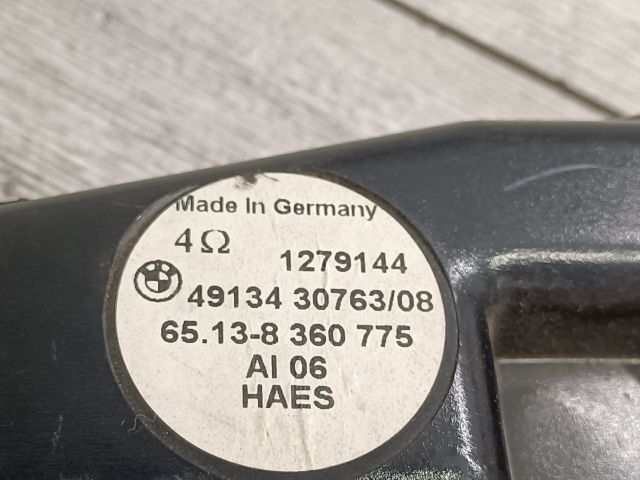 Made In Germany
4Ω 1279144
49134 30763/08
65.13-8 360 775
AI 06
HAES